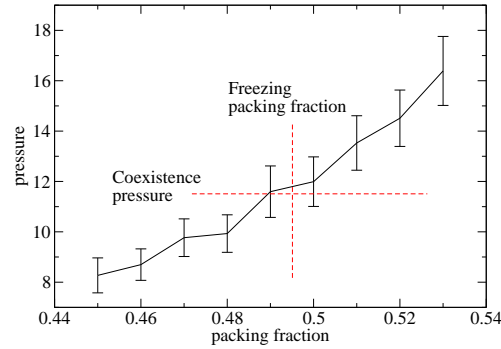 18
16
14
12
10
8
pressure
Freezing
packing fraction
Coexistence
pressure
0.44
0.46
0.48
0.5
0.52
0.54
packing fraction